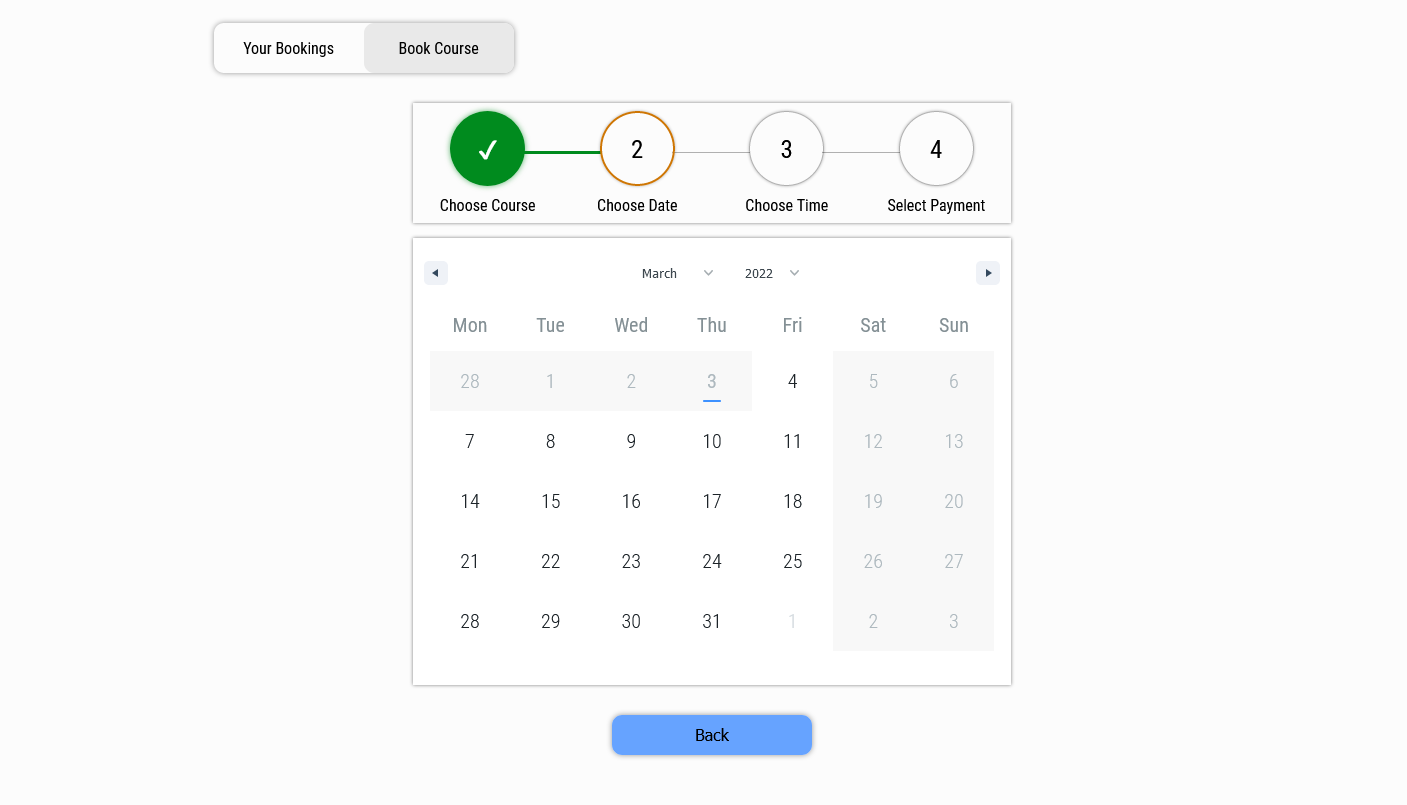 Your Bookings Book Course
✓ 2 3 4
Choose Course Choose Date Choose Time Select Payment
March 2022
Mon Tue Wed Thu Fri Sat Sun
28 1 2 3 4 5 6
7 8 9 10 11 12 13
14 15 16 17 18 19 20
21 22 23 24 25 26 27
28 29 30 31 1 2 3
Back